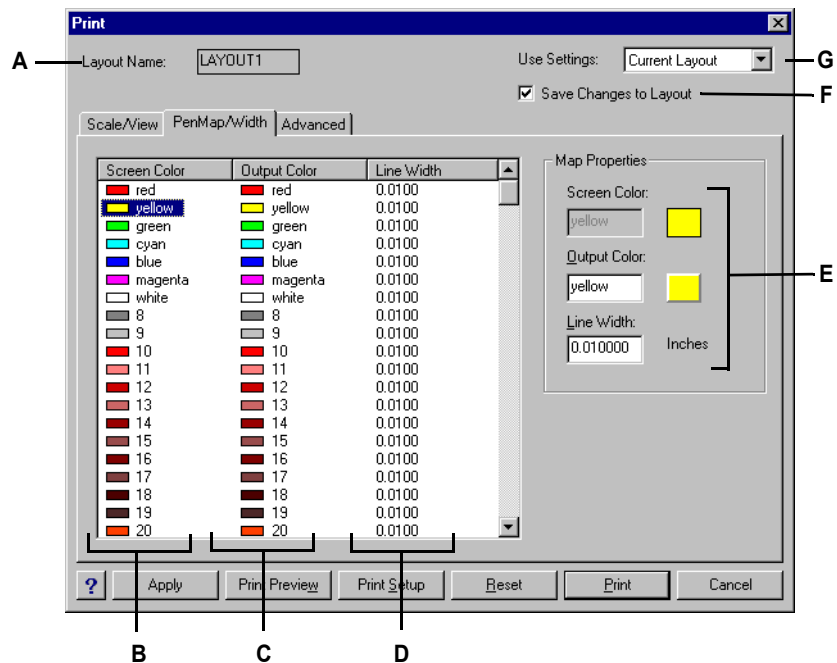 Print
A
Layout Name: LAYOUT1
Use Settings: Current Layout
G
Save Changes to Layout
F
Scale/View PenMap/Width Advanced
Screen Color Output Color Line Width
red red 0.0100
yellow yellow 0.0100
green green 0.0100
cyan cyan 0.0100
blue blue 0.0100
magenta magenta 0.0100
white white 0.0100
8 8 0.0100
9 9 0.0100
10 10 0.0100
11 11 0.0100
12 12 0.0100
13 13 0.0100
14 14 0.0100
15 15 0.0100
16 16 0.0100
17 17 0.0100
18 18 0.0100
19 19 0.0100
20 20 0.0100
Map Properties
Screen Color:
yellow
Output Color:
yellow
Line Width:
0.010000 Inches
E
? Apply Print Preview Print Setup Reset Print Cancel
B C D